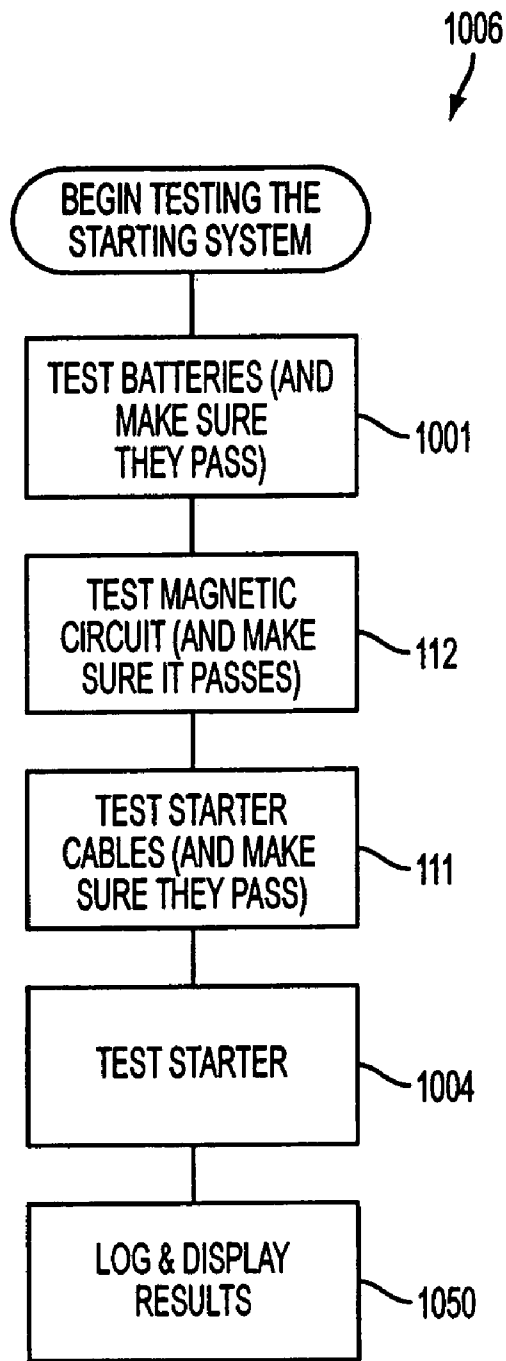 1006
BEGIN TESTING THE
STARTING SYSTEM
TEST BATTERIES (AND
MAKE SURE
THEY PASS)
1001
TEST MAGNETIC
CIRCUIT (AND MAKE
SURE IT PASSES)
112
TEST STARTER
CABLES (AND MAKE
SURE THEY PASS)
111
TEST STARTER
1004
LOG & DISPLAY
RESULTS
1050